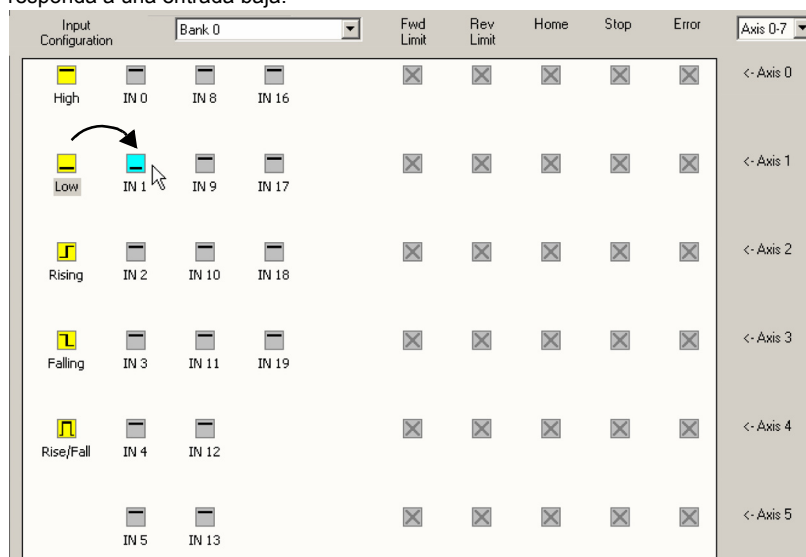 responda a una entrada baja.
Input Configuration
Bank 0
Fwd Limit
Rev Limit
Home
Stop
Error
Axis 0-7
High
IN 0
IN 8
IN 16
<- Axis 0
Low
IN 1
IN 9
IN 17
<- Axis 1
Rising
IN 2
IN 10
IN 18
<- Axis 2
Falling
IN 3
IN 11
IN 19
<- Axis 3
Rise/Fall
IN 4
IN 12
<- Axis 4
IN 5
IN 13
<- Axis 5